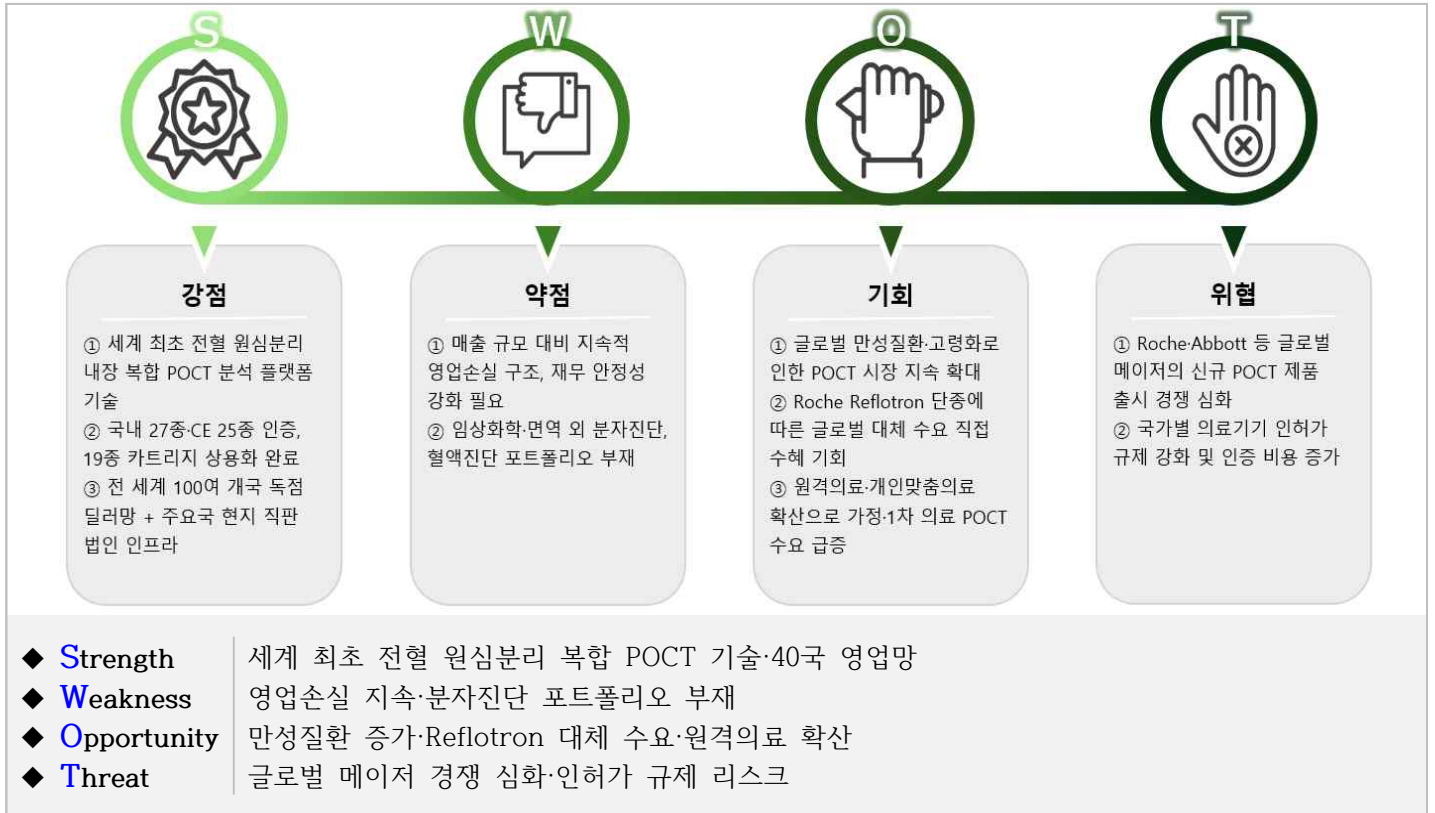 S
W
O
T
강점
① 세계 최초 전혈 원심분리
내장 복합 POCT 분석 플랫폼
기술
② 국내 27종·CE 25종 인증,
19종 카트리지 상용화 완료
③ 전 세계 100여 개국 독점
딜러망 + 주요국 현지 직판
법인 인프라
약점
① 매출 규모 대비 지속적
영업손실 구조, 재무 안정성
강화 필요
② 임상화학·면역 외 분자진단,
혈액진단 포트폴리오 부재
기회
① 글로벌 만성질환·고령화로
인한 POCT 시장 지속 확대
② Roche Reflotron 단종에
따른 글로벌 대체 수요 직접
수혜 기회
③ 원격의료·개인맞춤의료
확산으로 가정·1차 의료 POCT
수요 급증
위협
① Roche·Abbott 등 글로벌
메이저의 신규 POCT 제품
출시 경쟁 심화
② 국가별 의료기기 인허가
규제 강화 및 인증 비용 증가
◆ Strength 세계 최초 전혈 원심분리 복합 POCT 기술·40국 영업망
◆ Weakness 영업손실 지속·분자진단 포트폴리오 부재
◆ Opportunity 만성질환 증가·Reflotron 대체 수요·원격의료 확산
◆ Threat 글로벌 메이저 경쟁 심화·인허가 규제 리스크